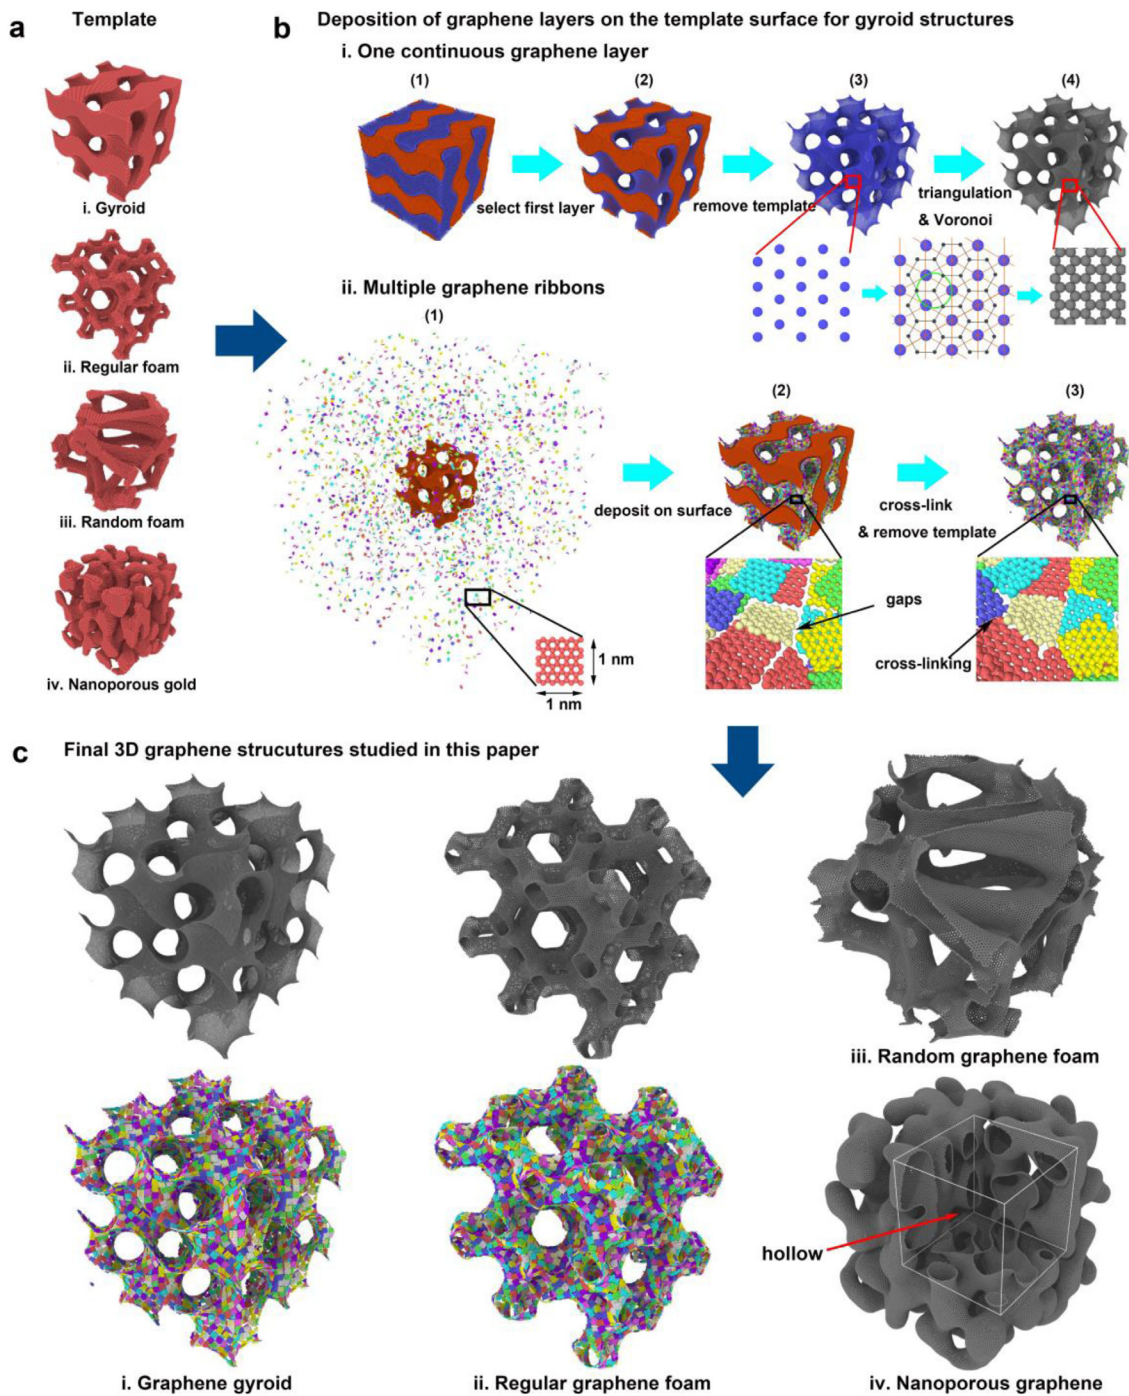 a
Template
i. Gyroid
ii. Regular foam
iii. Random foam
iv. Nanoporous gold
b
Deposition of graphene layers on the template surface for gyroid structures
i. One continuous graphene layer
(1)
(2)
(3)
(4)
select first layer
remove template
triangulation
& Voronoi
ii. Multiple graphene ribbons
(1)
(2)
(3)
deposit on surface
cross-link
& remove template
gaps
cross-linking
1 nm
1 nm
c
Final 3D graphene strucutures studied in this paper
iii. Random graphene foam
hollow
i. Graphene gyroid
ii. Regular graphene foam
iv. Nanoporous graphene